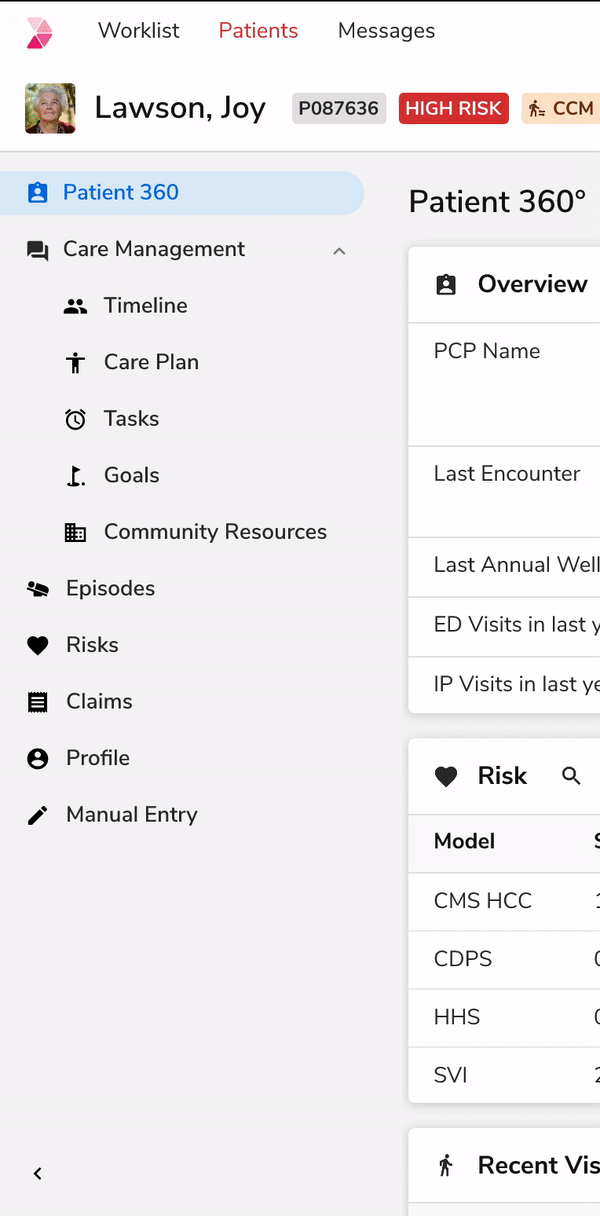 Worklist Patients Messages
Lawson, Joy P087636 HIGH RISK CCM
Patient 360
Care Management
Timeline
Care Plan
Tasks
Goals
Community Resources
Episodes
Risks
Claims
Profile
Manual Entry
Patient 360°
Overview
PCP Name
Last Encounter
Last Annual Well
ED Visits in last y
IP Visits in last ye
Risk
Model
CMS HCC
CDPS
HHS
SVI
Recent Vis